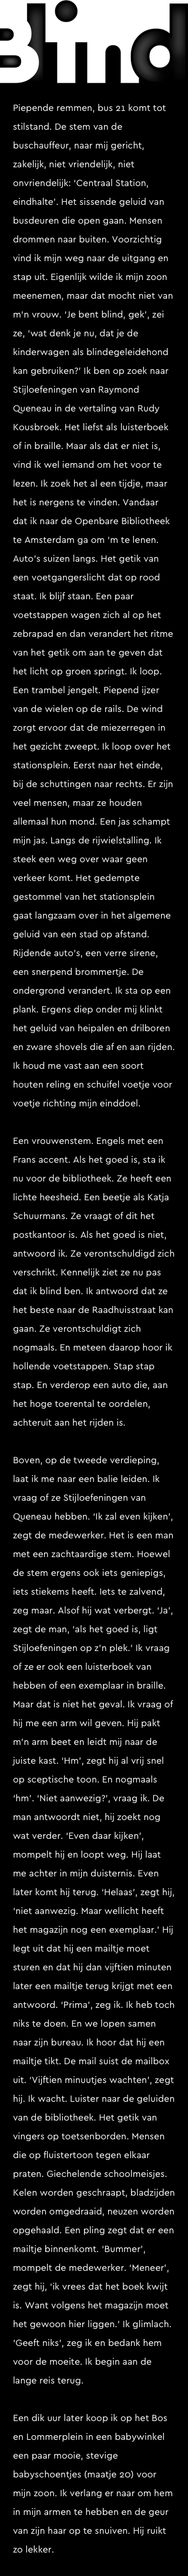 Blind
Piepende remmen, bus 21 komt tot
stilstand. De stem van de
buschauffeur, naar mij gericht,
zakelijk, niet vriendelijk, niet
onvriendelijk: ‘Centraal Station,
eindhalte’. Het sissende geluid van
busdeuren die open gaan. Mensen
drommen naar buiten. Voorzichtig
vind ik mijn weg naar de uitgang en
stap uit. Eigenlijk wilde ik mijn zoon
meenemen, maar dat mocht niet van
m’n vrouw. ‘Je bent blind, gek’, zei
ze, ‘wat denk je nu, dat je de
kinderwagen als blindegeleidehond
kan gebruiken?’ Ik ben op zoek naar
Stijloefeningen van Raymond
Queneau in de vertaling van Rudy
Kousbroek. Het liefst als luisterboek
of in braille. Maar als dat er niet is,
vind ik wel iemand om het voor te
lezen. Ik zoek het al een tijdje, maar
het is nergens te vinden. Vandaar
dat ik naar de Openbare Bibliotheek
te Amsterdam ga om ‘m te lenen.
Auto’s suizen langs. Het getik van
een voetgangerslicht dat op rood
staat. Ik blijf staan. Een paar
voetstappen wagen zich al op het
zebrapad en dan verandert het ritme
van het getik om aan te geven dat
het licht op groen springt. Ik loop.
Een trambel jengelt. Piepend ijzer
van de wielen op de rails. De wind
zorgt ervoor dat de miezerregen in
het gezicht zweept. Ik loop over het
stationsplein. Eerst naar het einde,
bij de schuttingen naar rechts. Er zijn
veel mensen, maar ze houden
allemaal hun mond. Een jas schampt
mijn jas. Langs de rijwielstalling. Ik
steek een weg over waar geen
verkeer komt. Het gedempte
gestommel van het stationsplein
gaat langzaam over in het algemene
geluid van een stad op afstand.
Rijdende auto’s, een verre sirene,
een snerpend brommertje. De
ondergrond verandert. Ik sta op een
plank. Ergens diep onder mij klinkt
het geluid van heipalen en drilboren
en zware shovels die af en aan rijden.
Ik houd me vast aan een soort
houten reling en schuifel voetje voor
voetje richting mijn einddoel.

Een vrouwenstem. Engels met een
Frans accent. Als het goed is, sta ik
nu voor de bibliotheek. Ze heeft een
lichte heesheid. Een beetje als Katja
Schuurmans. Ze vraagt of dit het
postkantoor is. Als het goed is niet,
antwoord ik. Ze verontschuldigd zich
verschrikt. Kennelijk ziet ze nu pas
dat ik blind ben. Ik antwoord dat ze
het beste naar de Raadhuisstraat kan
gaan. Ze verontschuldigt zich
nogmaals. En meteen daarop hoor ik
hollende voetstappen. Stap stap
stap. En verderop een auto die, aan
het hoge toerental te oordelen,
achteruit aan het rijden is.

Boven, op de tweede verdieping,
laat ik me naar een balie leiden. Ik
vraag of ze Stijloefeningen van
Queneau hebben. ‘Ik zal even kijken’,
zegt de medewerker. Het is een man
met een zachtaardige stem. Hoewel
de stem ergens ook iets geniepigs,
iets stiekems heeft. Iets te zalvend,
zeg maar. Alsof hij wat verbergt. ‘Ja’,
zegt de man, ‘als het goed is, ligt
Stijloefeningen op z’n plek.’ Ik vraag
of ze er ook een luisterboek van
hebben of een exemplaar in braille.
Maar dat is niet het geval. Ik vraag of
hij me een arm wil geven. Hij pakt
m’n arm beet en leidt mij naar de
juiste kast. ‘Hm’, zegt hij al vrij snel
op sceptische toon. En nogmaals
‘hm’. ‘Niet aanwezig?’, vraag ik. De
man antwoordt niet, hij zoekt nog
wat verder. ‘Even daar kijken’,
mompelt hij en loopt weg. Hij laat
me achter in mijn duisternis. Even
later komt hij terug. ‘Helaas’, zegt hij,
‘niet aanwezig. Maar wellicht heeft
het magazijn nog een exemplaar.’ Hij
legt uit dat hij een mailtje moet
sturen en dat hij dan vijftien minuten
later een mailtje terug krijgt met een
antwoord. ‘Prima’, zeg ik. Ik heb toch
niks te doen. En we lopen samen
naar zijn bureau. Ik hoor dat hij een
mailtje tikt. De mail suist de mailbox
uit. ‘Vijftien minuutjes wachten’, zegt
hij. Ik wacht. Luister naar de geluiden
van de bibliotheek. Het getik van
vingers op toetsenborden. Mensen
die op fluistertoon tegen elkaar
praten. Giechelende schoolmeisjes.
Kelen worden geschraapt, bladzijden
worden omgedraaid, neuzen worden
opgehaald. Een pling zegt dat er een
mailtje binnenkomt. ‘Bummer’,
mompelt de medewerker. ‘Meneer’,
zegt hij, ‘ik vrees dat het boek kwijt
is. Want volgens het magazijn moet
het gewoon hier liggen.’ Ik glimlach.
‘Geeft niks’, zeg ik en bedank hem
voor de moeite. Ik begin aan de
lange reis terug.

Een dik uur later koop ik op het Bos
en Lommerplein in een babywinkel
een paar mooie, stevige
babyschoentjes (maatje 20) voor
mijn zoon. Ik verlang er naar om hem
in mijn armen te hebben en de geur
van zijn haar op te snuiven. Hij ruikt
zo lekker.